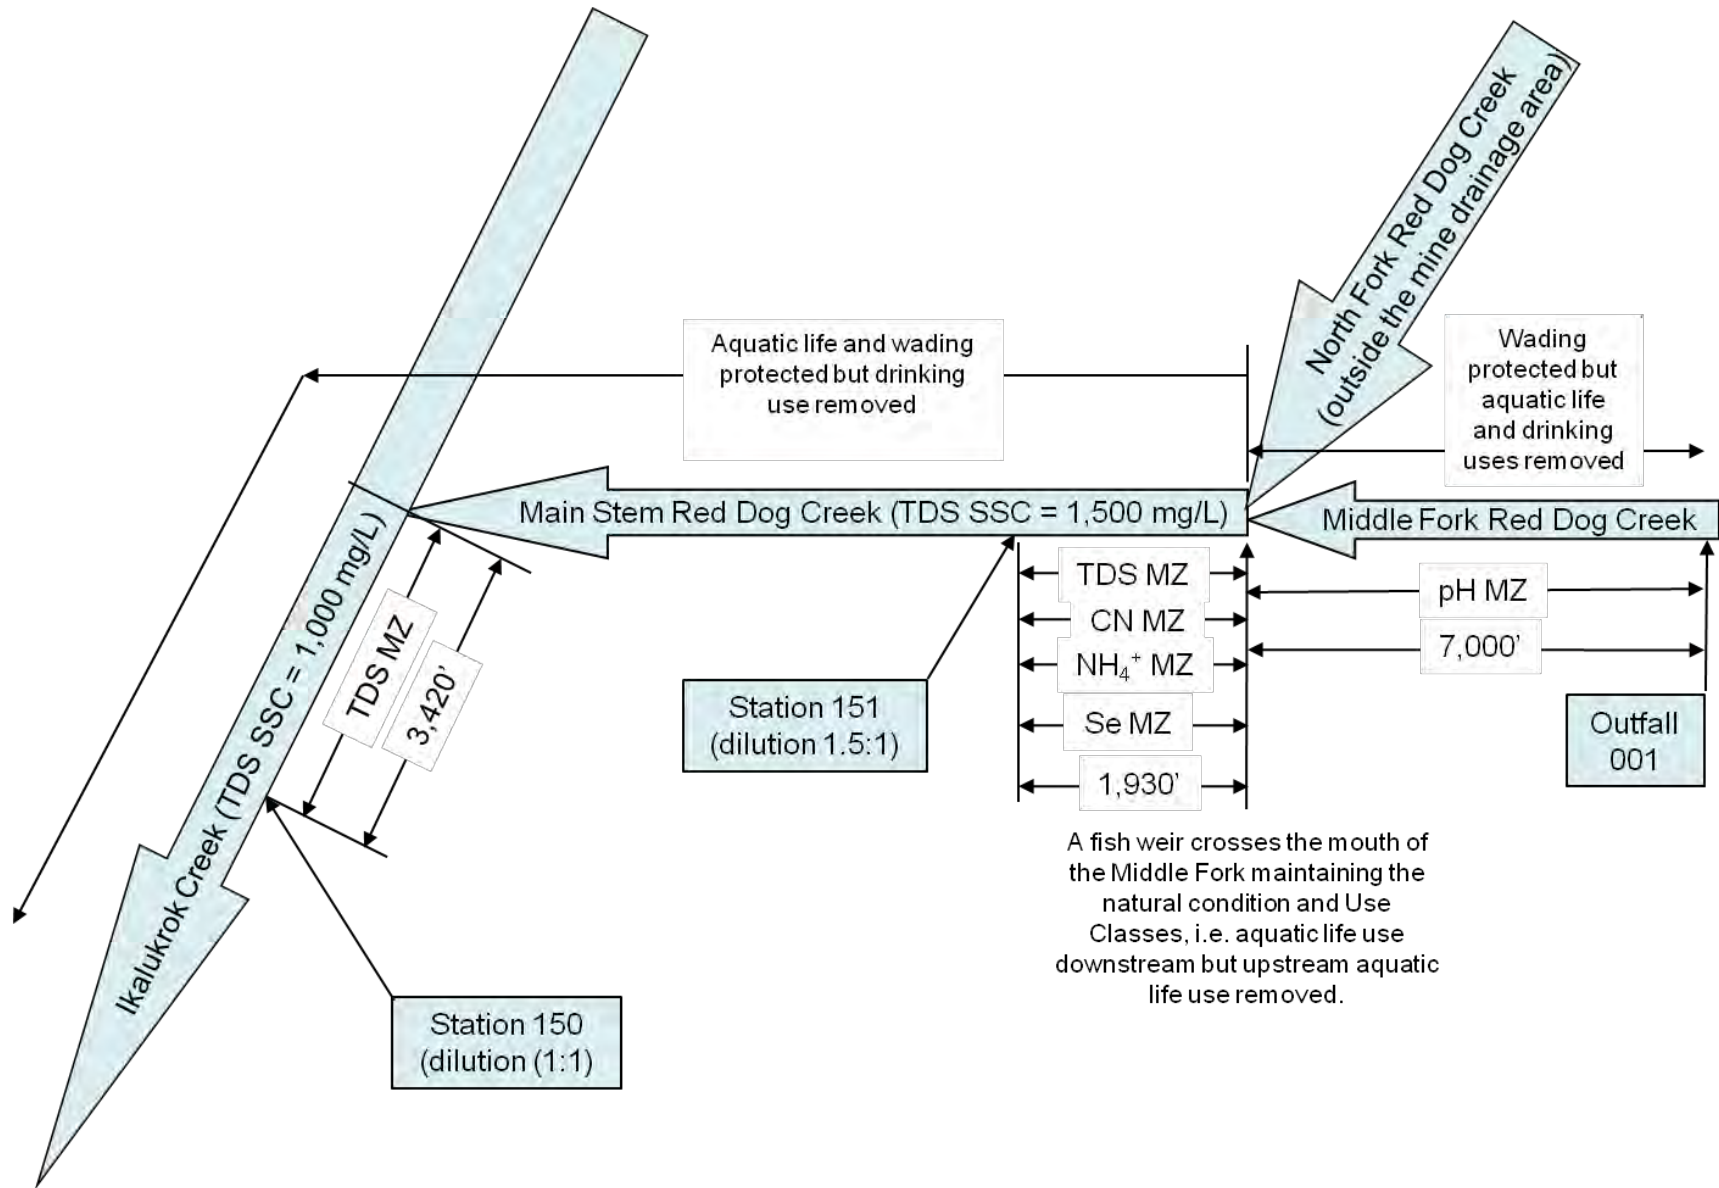 North Fork Red Dog Creek
(outside the mine drainage area)
Aquatic life and wading
protected but drinking
use removed
Wading
protected but
aquatic life
and drinking
uses removed
Main Stem Red Dog Creek (TDS SSC = 1,500 mg/L)
Middle Fork Red Dog Creek
Ikalukrok Creek (TDS SSC = 1,000 mg/L)
TDS MZ
3,420’
TDS MZ
CN MZ
NH₄⁺ MZ
Se MZ
1,930’
pH MZ
7,000’
Station 151
(dilution 1.5:1)
Outfall
001
A fish weir crosses the mouth of
the Middle Fork maintaining the
natural condition and Use
Classes, i.e. aquatic life use
downstream but upstream aquatic
life use removed.
Station 150
(dilution (1:1)